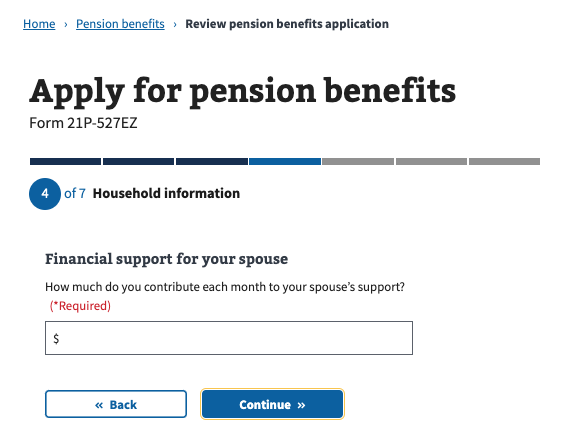 Home › Pension benefits › Review pension benefits application
Apply for pension benefits
Form 21P-527EZ
4 of 7 Household information
Financial support for your spouse
How much do you contribute each month to your spouse’s support?
(*Required)
$
« Back Continue »